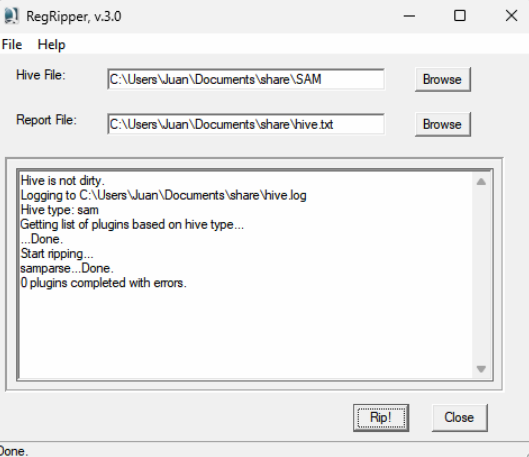 RegRipper, v.3.0
File Help
Hive File: C:\Users\Juan\Documents\share\SAM Browse
Report File: C:\Users\Juan\Documents\share\hive.txt Browse
Hive is not dirty.
Logging to C:\Users\Juan\Documents\share\hive.log
Hive type: sam
Getting list of plugins based on hive type...
...Done.
Start ripping...
samparse...Done.
0 plugins completed with errors.
Rip! Close
Done.